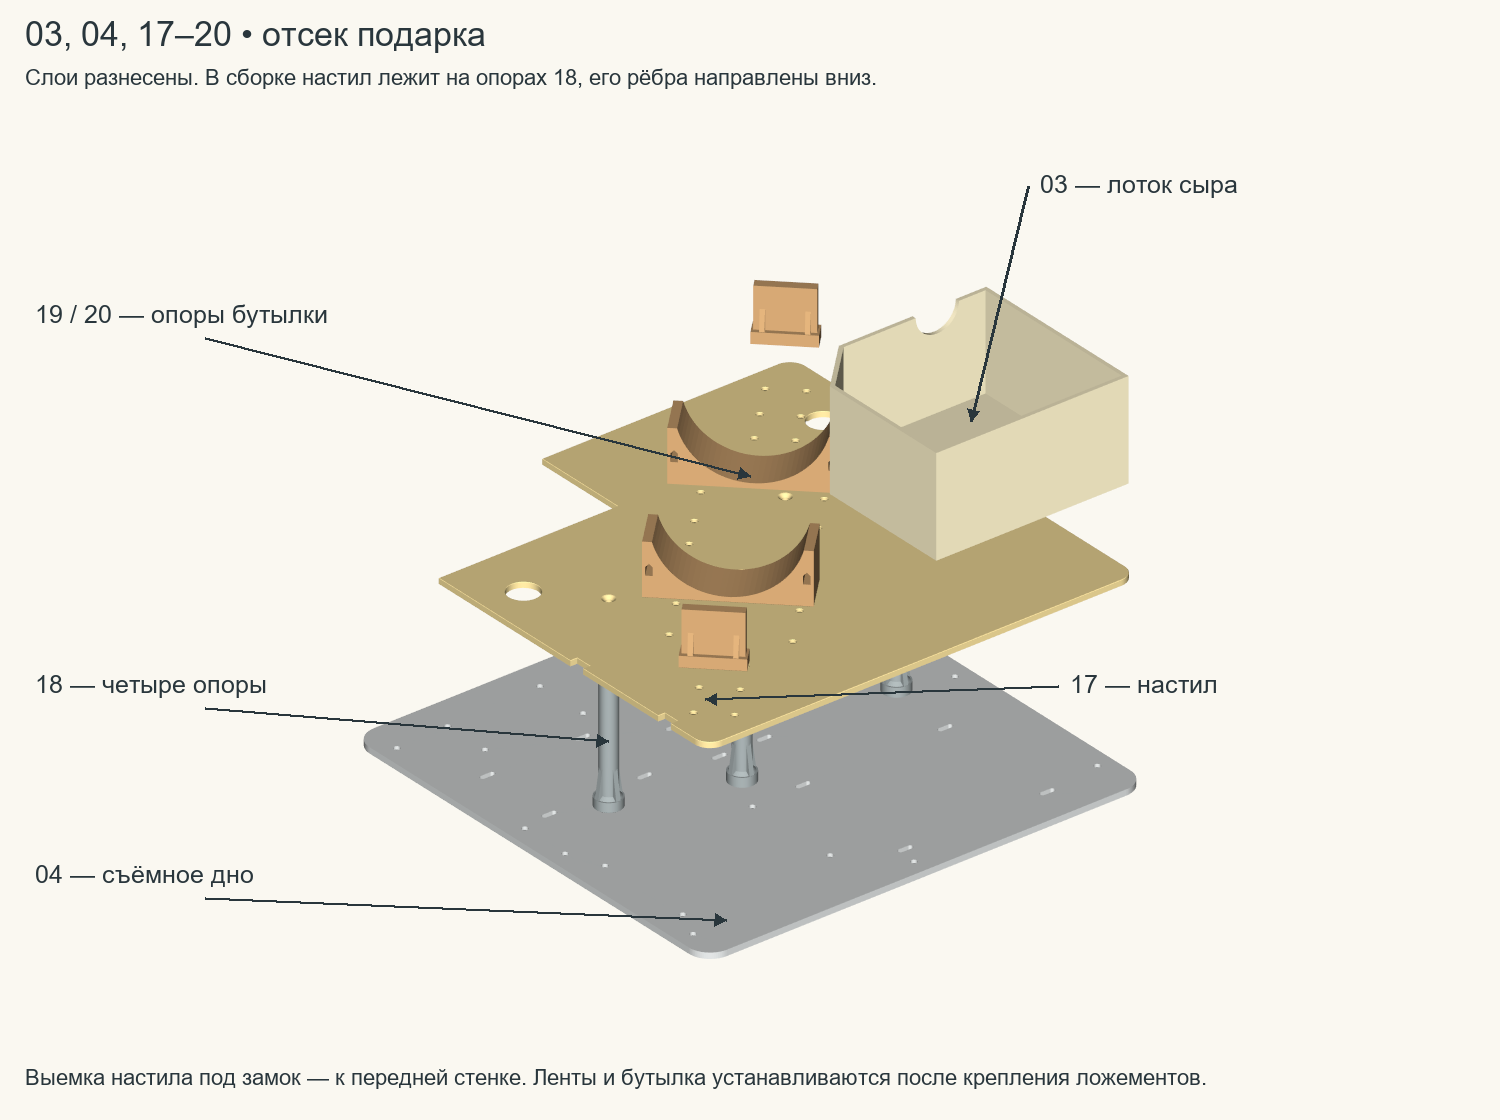 03, 04, 17–20 • отсек подарка
Слои разнесены. В сборке настил лежит на опорах 18, его рёбра направлены вниз.
03 — лоток сыра
19 / 20 — опоры бутылки
18 — четыре опоры
17 — настил
04 — съёмное дно
Выемка настила под замок — к передней стенке. Ленты и бутылка устанавливаются после крепления ложементов.